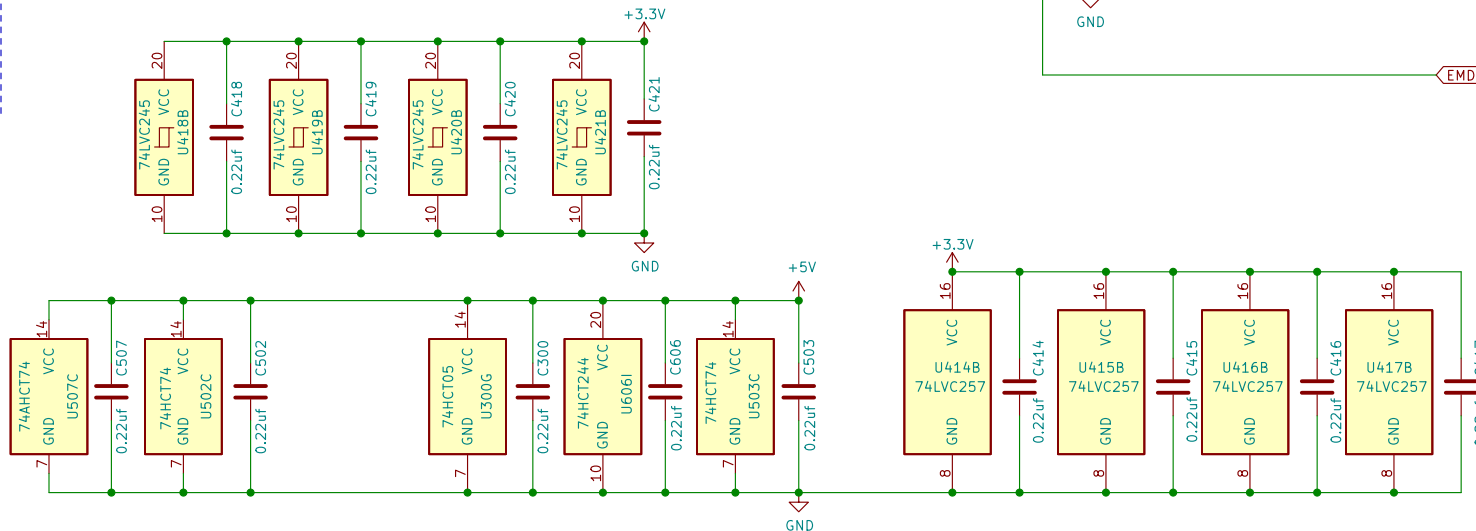 +3.3V
GND
EMD
20
20
20
20
74LVC245
VCC
GND
U418B
C418
0.22uf
74LVC245
VCC
GND
U419B
C419
0.22uf
74LVC245
VCC
GND
U420B
C420
0.22uf
74LVC245
VCC
GND
U421B
C421
0.22uf
10
10
10
10
GND
+5V
+3.3V
14
14
14
20
14
74AHCT74
VCC
GND
U507C
C507
0.22uf
74HCT74
VCC
GND
U502C
C502
0.22uf
74HCT05
VCC
GND
U300G
C300
0.22uf
74HCT244
VCC
GND
U606I
C606
0.22uf
74HCT74
VCC
GND
U503C
C503
0.22uf
7
7
7
10
7
GND
16
16
16
16
VCC
U414B
74LVC257
GND
C414
0.22uf
VCC
U415B
74LVC257
GND
C415
0.22uf
VCC
U416B
74LVC257
GND
C416
0.22uf
VCC
U417B
74LVC257
GND
8
8
8
8